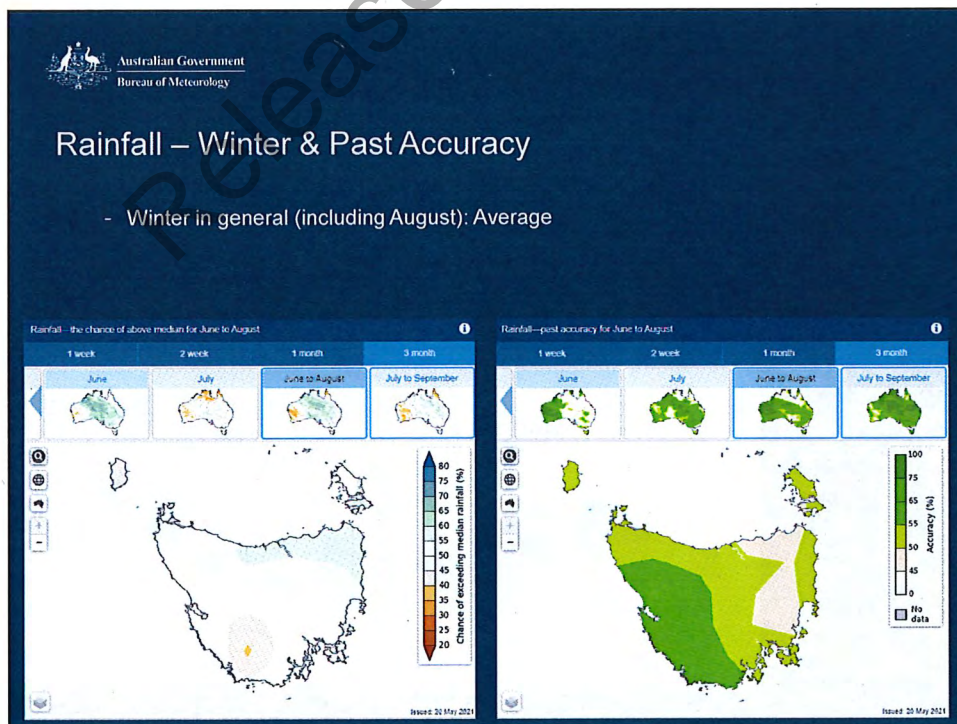 Releas
Australian Government
Bureau of Meteorology
Rainfall – Winter & Past Accuracy
- Winter in general (including August): Average
Rainfall—the chance of above median for June to August
1 week
2 week
1 month
3 month
June
July
June to August
July to September
80
75
70
65
60
55
50
45
40
35
30
25
20
Chance of exceeding median rainfall (%)
Issued: 20 May 2021
Rainfall—past accuracy for June to August
1 week
2 week
1 month
3 month
June
July
June to August
July to September
100
75
65
55
50
45
0
Accuracy (%)
No
data
Issued: 20 May 2021